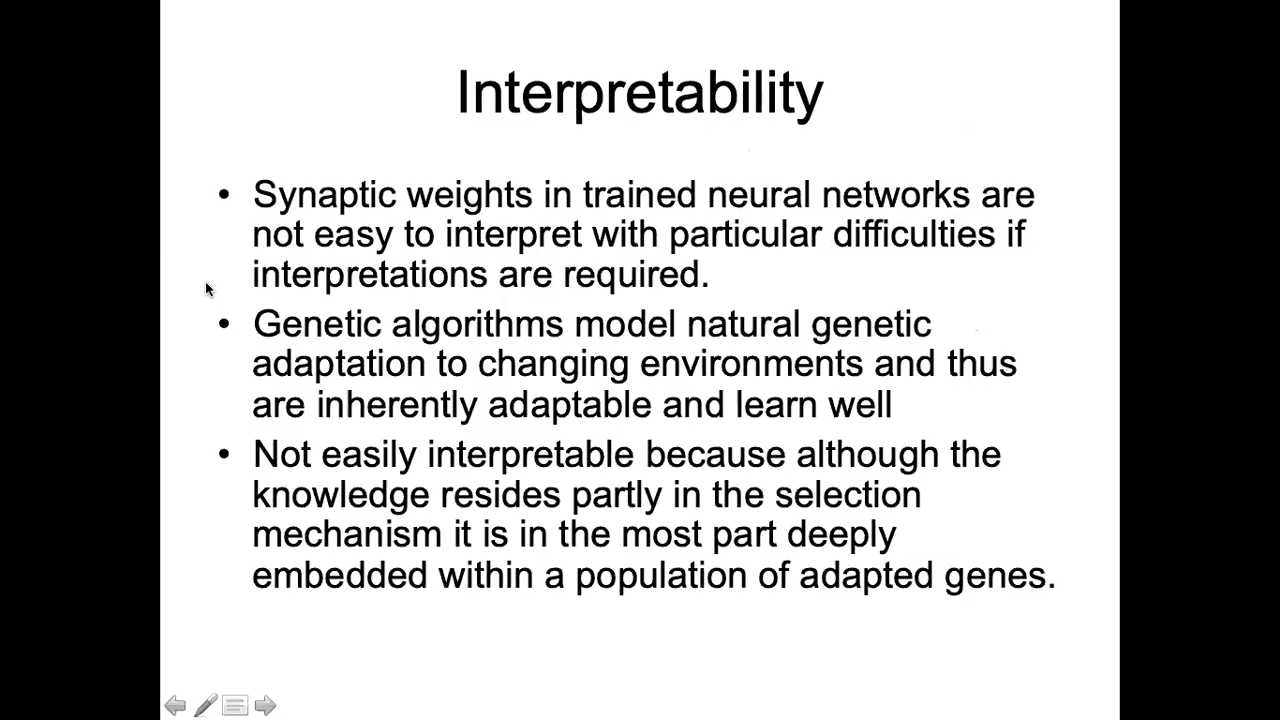 Interpretability
• Synaptic weights in trained neural networks are
not easy to interpret with particular difficulties if
interpretations are required.
• Genetic algorithms model natural genetic
adaptation to changing environments and thus
are inherently adaptable and learn well
• Not easily interpretable because although the
knowledge resides partly in the selection
mechanism it is in the most part deeply
embedded within a population of adapted genes.